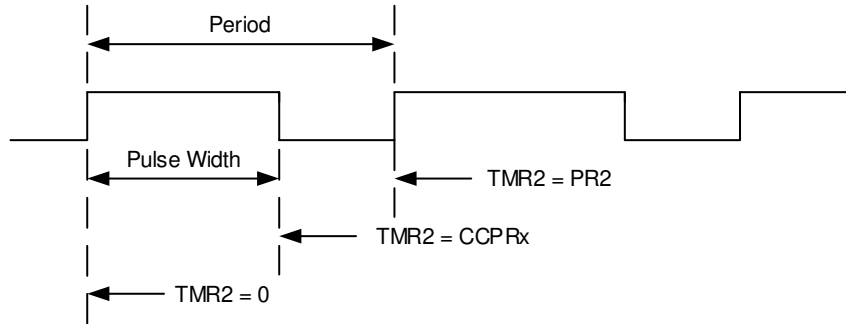 Period
Pulse Width
TMR2 = PR2
TMR2 = CCPRx
TMR2 = 0